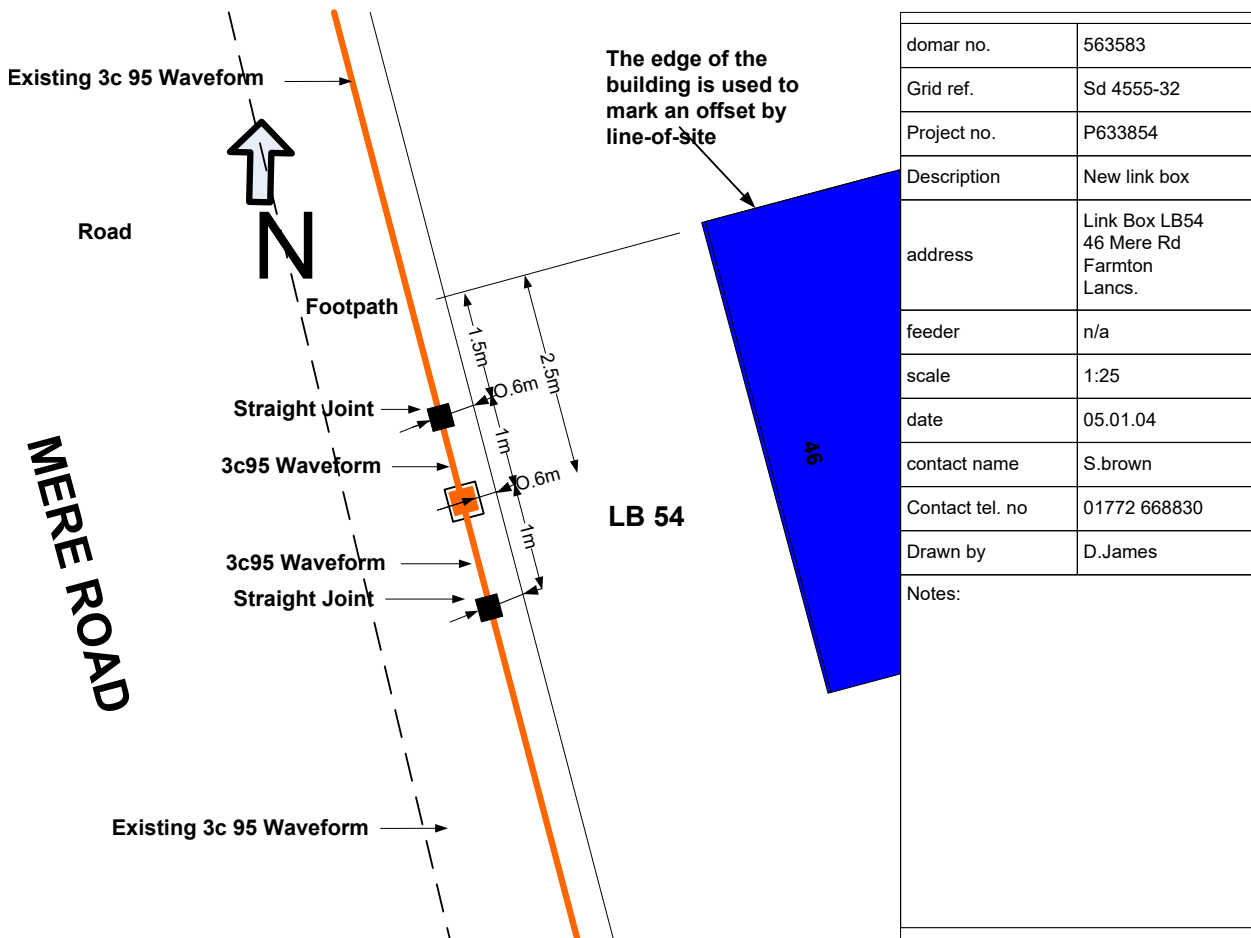 Existing 3c 95 Waveform
The edge of the
building is used to
mark an offset by
line-of-site
N
Road
Footpath
1.5m
2.5m
Straight Joint
O.6m
1m
3c95 Waveform
O.6m
LB 54
1m
3c95 Waveform
Straight Joint
46
MERE ROAD
Existing 3c 95 Waveform
domar no. 563583
Grid ref. Sd 4555-32
Project no. P633854
Description New link box
address Link Box LB54
46 Mere Rd
Farmton
Lancs.
feeder n/a
scale 1:25
date 05.01.04
contact name S.brown
Contact tel. no 01772 668830
Drawn by D.James
Notes: